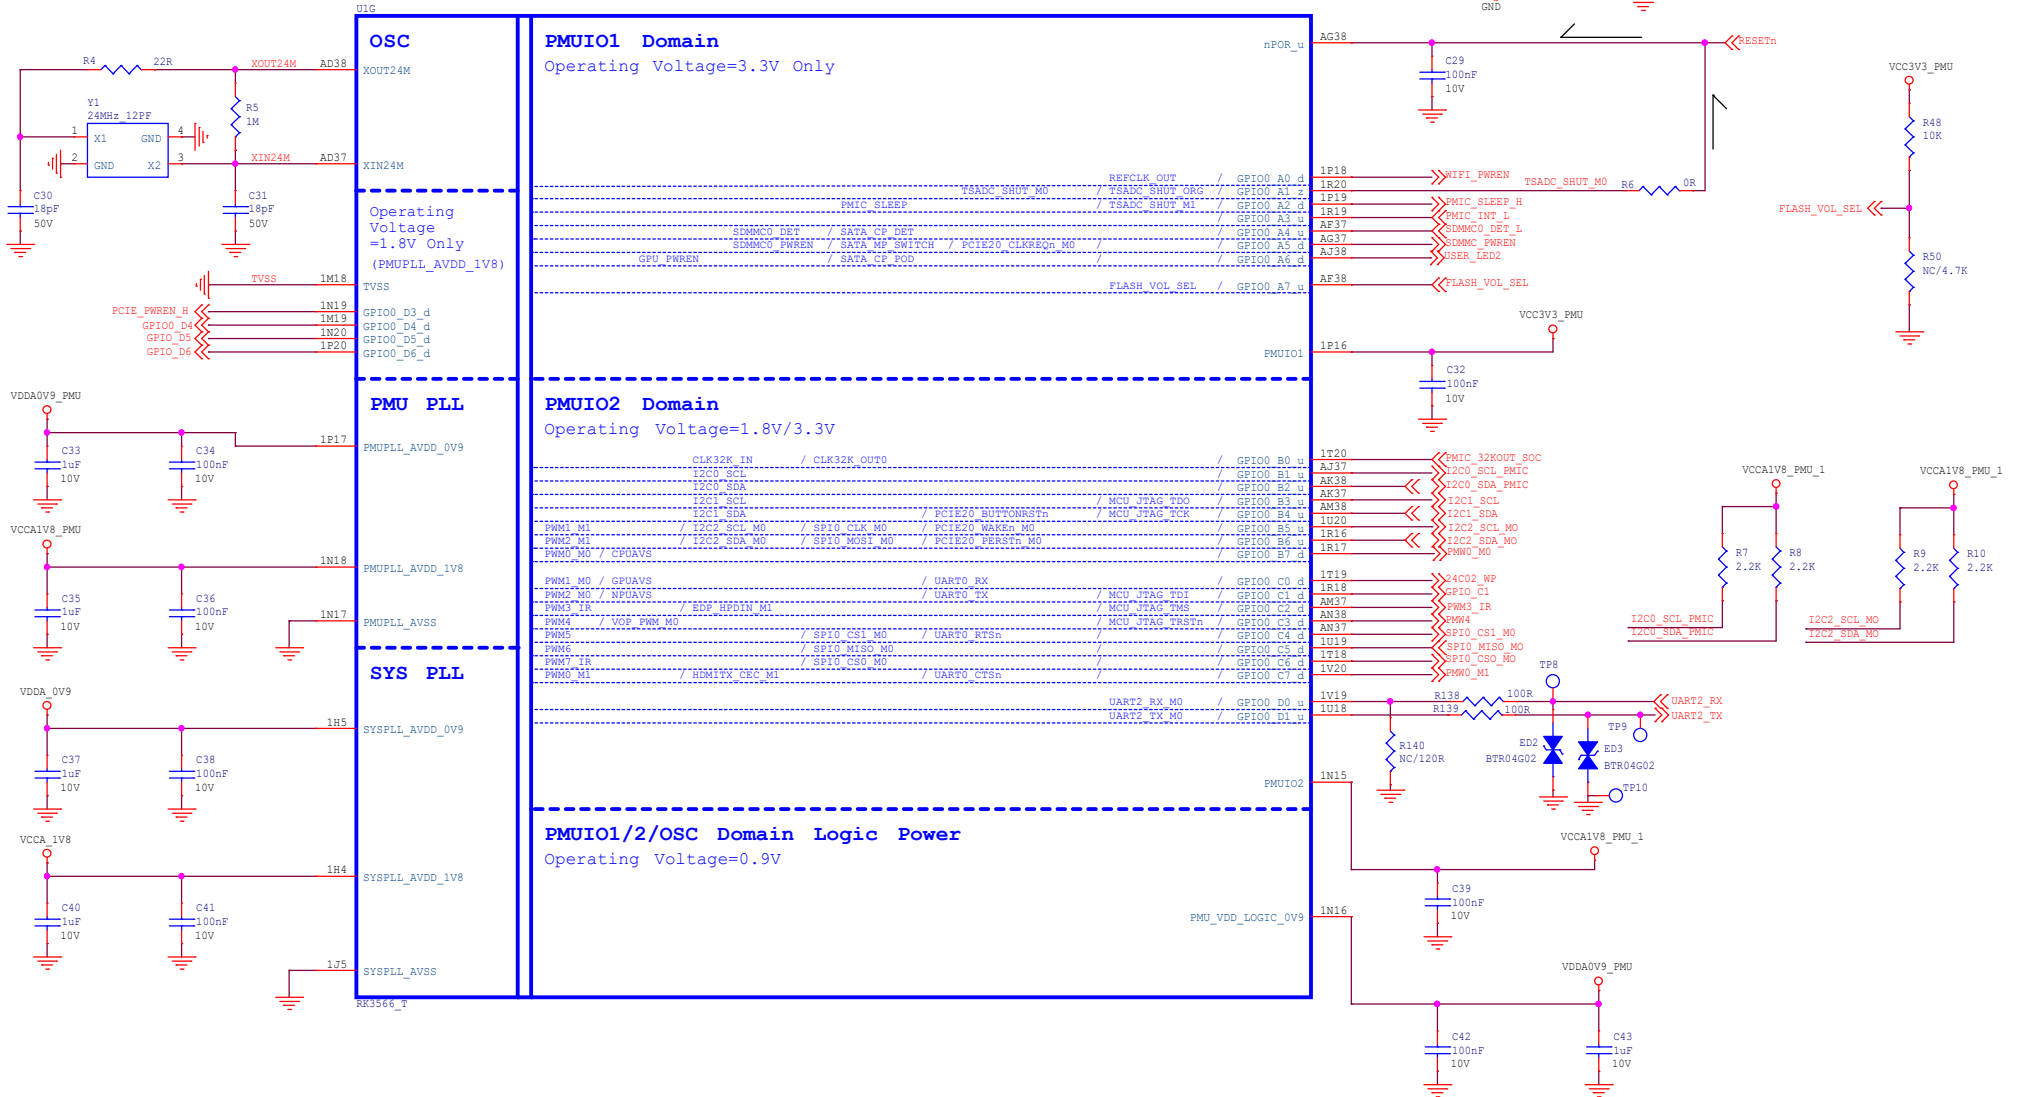 U1G
GND
OSC
PMUIO1 Domain
Operating Voltage=3.3V Only
nPOR_u
AG38
RESETn
C29
100nF
10V
R4
22R
XOUT24M
AD38
XOUT24M
Y1
24MHz_12PF
R5
1M
1
X1
GND
4
2
GND
X2
3
XIN24M
AD37
XIN24M
C30
18pF
50V
C31
18pF
50V
VCC3V3_PMU
R48
10K
FLASH_VOL_SEL
R50
NC/4.7K
Operating
Voltage
=1.8V Only
(PMUPLL_AVDD_1V8)
REFCLK_OUT / GPIO0_A0_d 1P18 WIFI_PWREN
TSADC_SHUT_M0 / TSADC_SHUT_ORG / GPIO0_A1_z 1R20 TSADC_SHUT_M0 R6 0R
PMIC_SLEEP / TSADC_SHUT_M1 / GPIO0_A2_d 1P19 PMIC_SLEEP_H
/ GPIO0_A3_u 1R19 PMIC_INT_L
SDMMC0_DET / SATA_CP_DET / GPIO0_A4_u AF37 SDMMC0_DET_L
SDMMC0_PWREN / SATA_MP_SWITCH / PCIE20_CLKREQn_M0 / / GPIO0_A5_d AG37 SDMMC_PWREN
GPU_PWREN / SATA_CP_POD / / GPIO0_A6_d AJ38 USER_LED2
FLASH_VOL_SEL / GPIO0_A7_u AF38 FLASH_VOL_SEL
TVSS 1M18 TVSS
PCIE_PWREN_H 1N19 GPIO0_D3_d
GPIO0_D4 1M19 GPIO0_D4_d
GPIO_D5 1N20 GPIO0_D5_d
GPIO_D6 1P20 GPIO0_D6_d
VCC3V3_PMU
PMUIO1 1P16
C32
100nF
10V
PMU PLL
PMUIO2 Domain
Operating Voltage=1.8V/3.3V
VDDA0V9_PMU
1P17 PMUPLL_AVDD_0V9
C33
1uF
10V
C34
100nF
10V
VCCA1V8_PMU
1N18 PMUPLL_AVDD_1V8
C35
1uF
10V
C36
100nF
10V
1N17 PMUPLL_AVSS
CLK32K_IN / CLK32K_OUT0 / GPIO0_B0_u 1T20 PMIC_32KOUT_SOC
I2C0_SCL / GPIO0_B1_u AJ37 I2C0_SCL_PMIC
I2C0_SDA / GPIO0_B2_u AK38 I2C0_SDA_PMIC
I2C1_SCL / MCU_JTAG_TDO / GPIO0_B3_u AK37 I2C1_SCL
I2C1_SDA / PCIE20_BUTTONRSTn / MCU_JTAG_TCK / GPIO0_B4_u AM38 I2C1_SDA
PWM1_M1 / I2C2_SCL_M0 / SPI0_CLK_M0 / PCIE20_WAKEn_M0 / GPIO0_B5_u 1U20 I2C2_SCL_MO
PWM2_M1 / I2C2_SDA_M0 / SPI0_MOSI_M0 / PCIE20_PERSTn_M0 / GPIO0_B6_u 1R16 I2C2_SDA_MO
PWM0_M0 / CPUAVS / GPIO0_B7_d 1R17 PMW0_M0
PWM1_M0 / GPUAVS / UART0_RX / GPIO0_C0_d 1T19 24C02_WP
PWM2_M0 / NPUAVS / UART0_TX / MCU_JTAG_TDI / GPIO0_C1_d 1R18 GPIO_C1
PWM3_IR / EDP_HPDIN_M1 / MCU_JTAG_TMS / GPIO0_C2_d AM37 PWM3_IR
PWM4 / VOP_PWM_M0 / MCU_JTAG_TRSTn / GPIO0_C3_d AN38 PMW4
PWM5 / SPI0_CS1_M0 / UART0_RTSn / / GPIO0_C4_d AN37 SPI0_CS1_M0
PWM6 / SPI0_MISO_M0 / / GPIO0_C5_d 1U19 SPI0_MISO_MO
PWM7_IR / SPI0_CS0_M0 / / GPIO0_C6_d 1T18 SPI0_CSO_MO
PWM0_M1 / HDMITX_CEC_M1 / UART0_CTSn / / GPIO0_C7_d 1V20 PMW0_M1
UART2_RX_M0 / GPIO0_D0_u 1V19 R138 100R UART2_RX
UART2_TX_M0 / GPIO0_D1_u 1U18 R139 100R UART2_TX
VCCA1V8_PMU_1
R7
2.2K
R8
2.2K
I2C0_SCL_PMIC
I2C0_SDA_PMIC
VCCA1V8_PMU_1
R9
2.2K
R10
2.2K
I2C2_SCL_MO
I2C2_SDA_MO
TP8
TP9
TP10
R140
NC/120R
ED2
BTR04G02
ED3
BTR04G02
SYS PLL
VDDA_0V9
1H5 SYSPLL_AVDD_0V9
C37
1uF
10V
C38
100nF
10V
VCCA_1V8
1H4 SYSPLL_AVDD_1V8
C40
1uF
10V
C41
100nF
10V
1J5 SYSPLL_AVSS
PMUIO2 1N15
PMUIO1/2/OSC Domain Logic Power
Operating Voltage=0.9V
VCCA1V8_PMU_1
C39
100nF
10V
PMU_VDD_LOGIC_0V9 1N16
VDDA0V9_PMU
C42
100nF
10V
C43
1uF
10V
RK3566_T